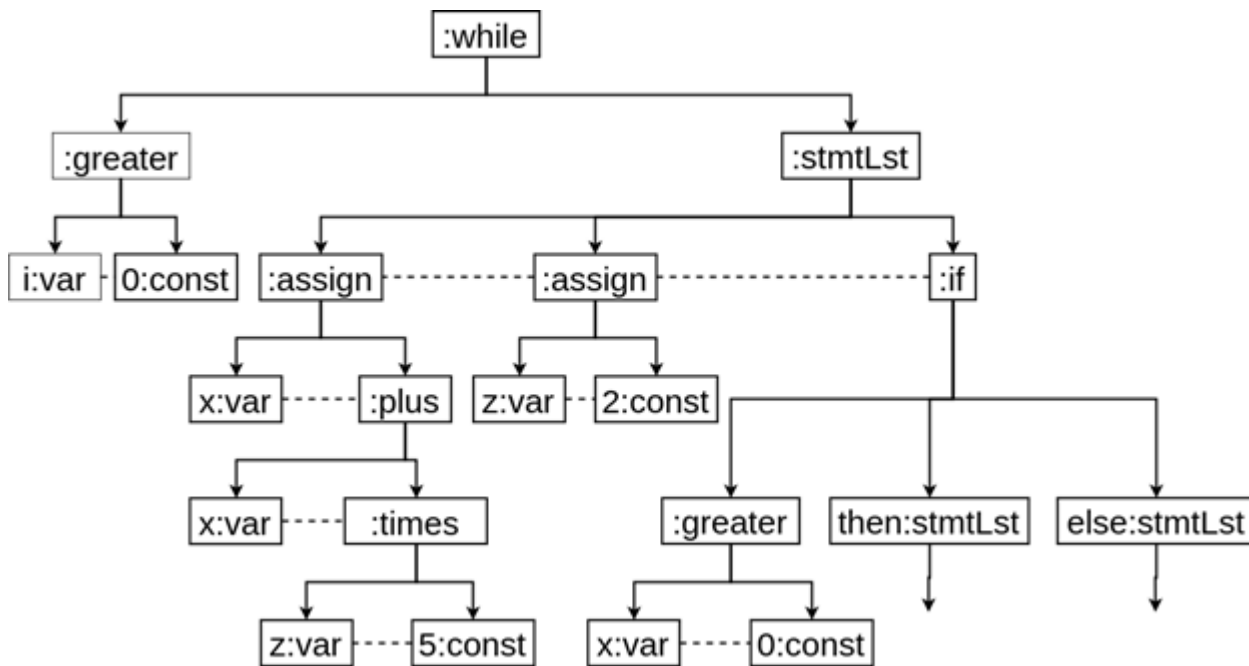 :while
:greater
:stmtLst
i:var
0:const
:assign
:assign
:if
x:var
:plus
z:var
2:const
x:var
:times
:greater
then:stmtLst
else:stmtLst
z:var
5:const
x:var
0:const